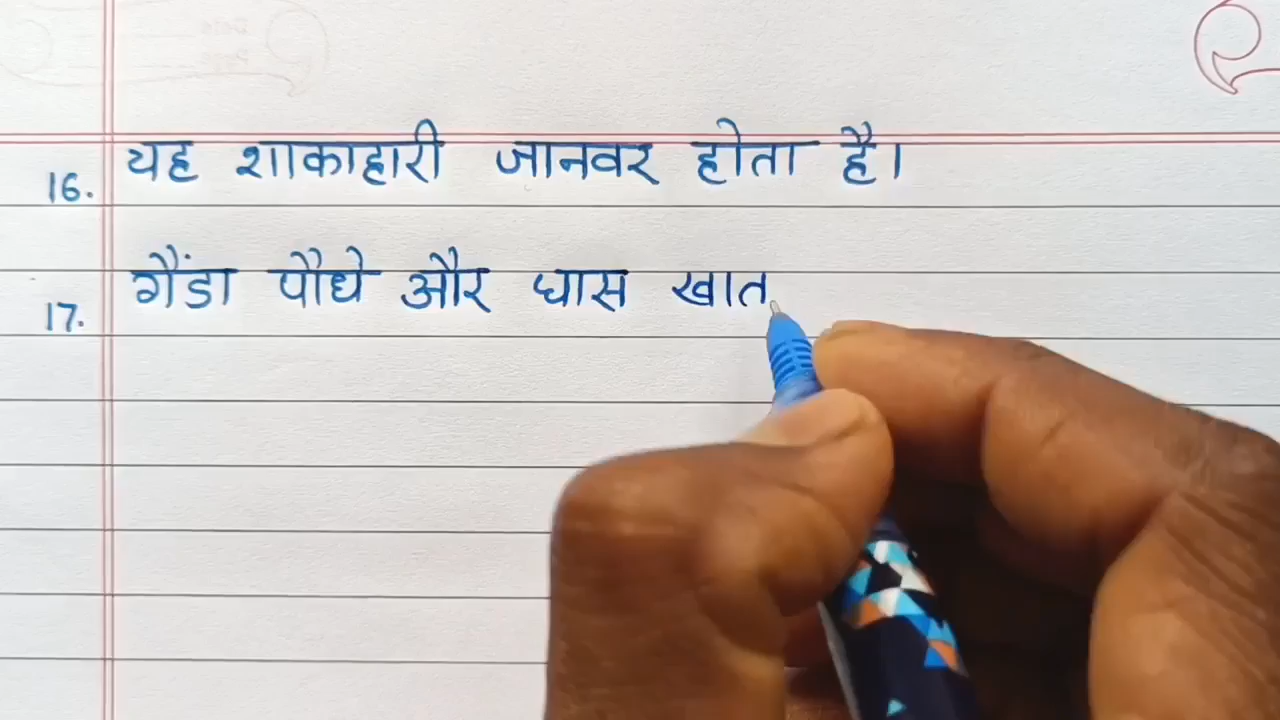 16. यह शाकाहारी जानवर होता है।
17. गैंडा पौधे और घास खात